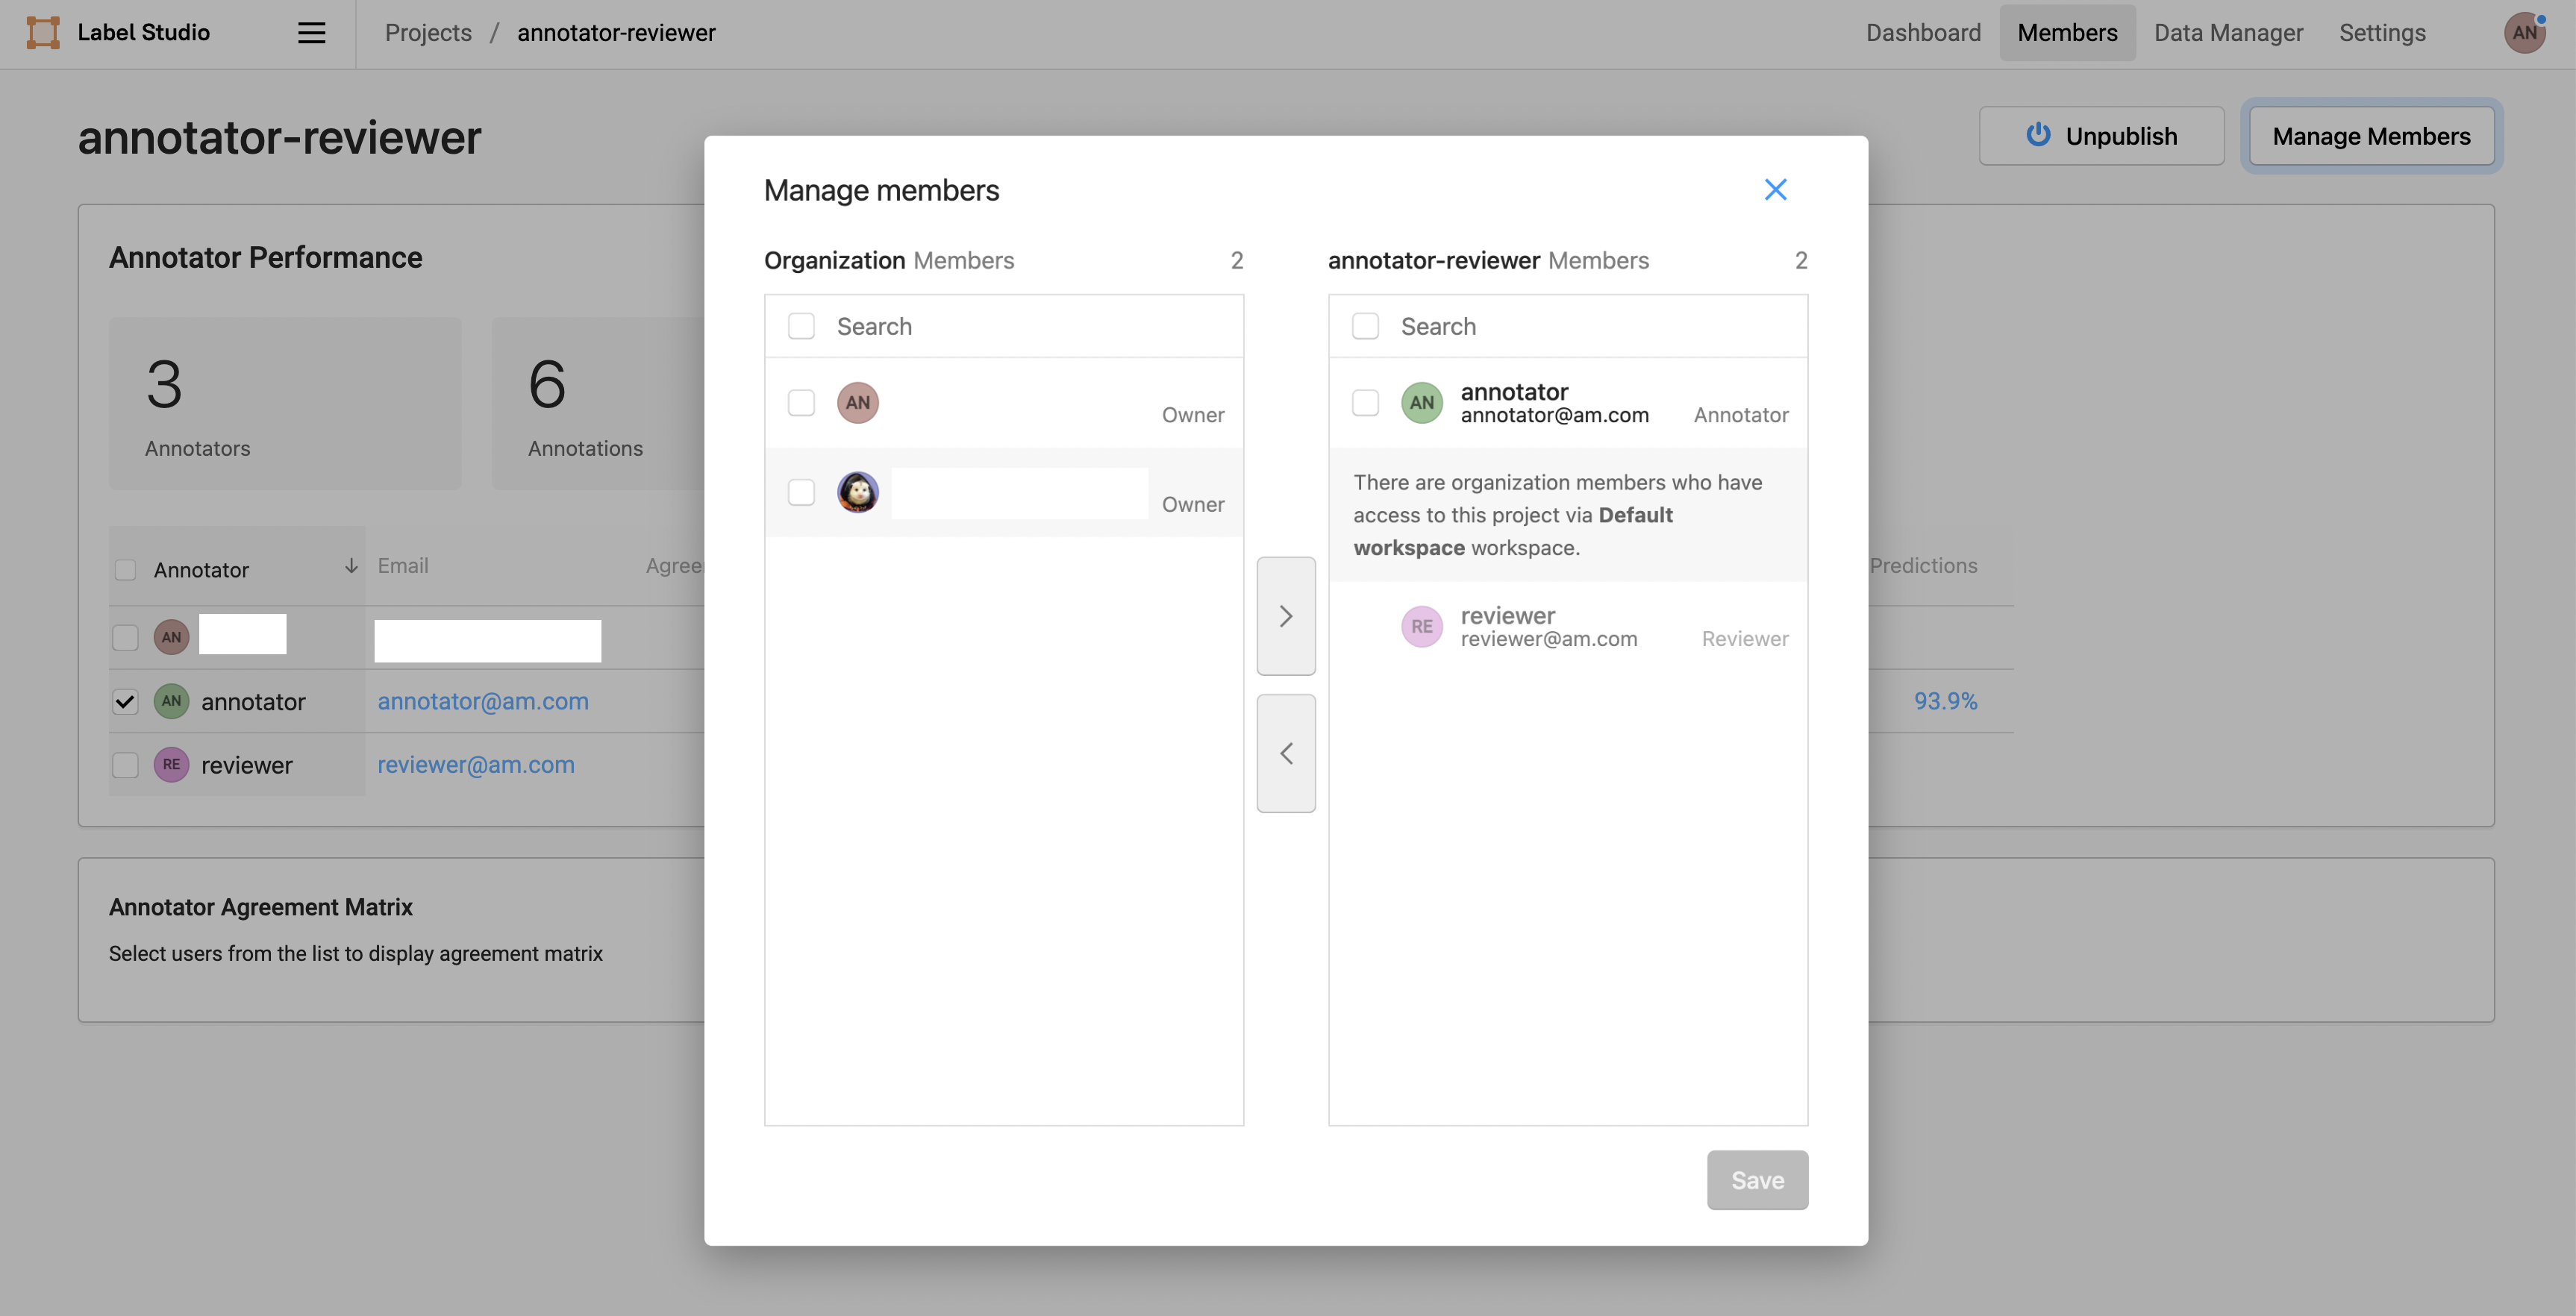 Label Studio
Projects / annotator-reviewer
Dashboard
Members
Data Manager
Settings
AN
annotator-reviewer
Unpublish
Manage Members
Annotator Performance
3
Annotators
6
Annotations
Annotator
Email
Agree
Predictions
AN
AN annotator annotator@am.com
93.9%
RE reviewer reviewer@am.com
Annotator Agreement Matrix
Select users from the list to display agreement matrix
Manage members
Organization Members 2
Search
AN Owner
Owner
annotator-reviewer Members 2
Search
AN annotator
annotator@am.com Annotator
There are organization members who have
access to this project via Default
workspace workspace.
RE reviewer
reviewer@am.com Reviewer
Save